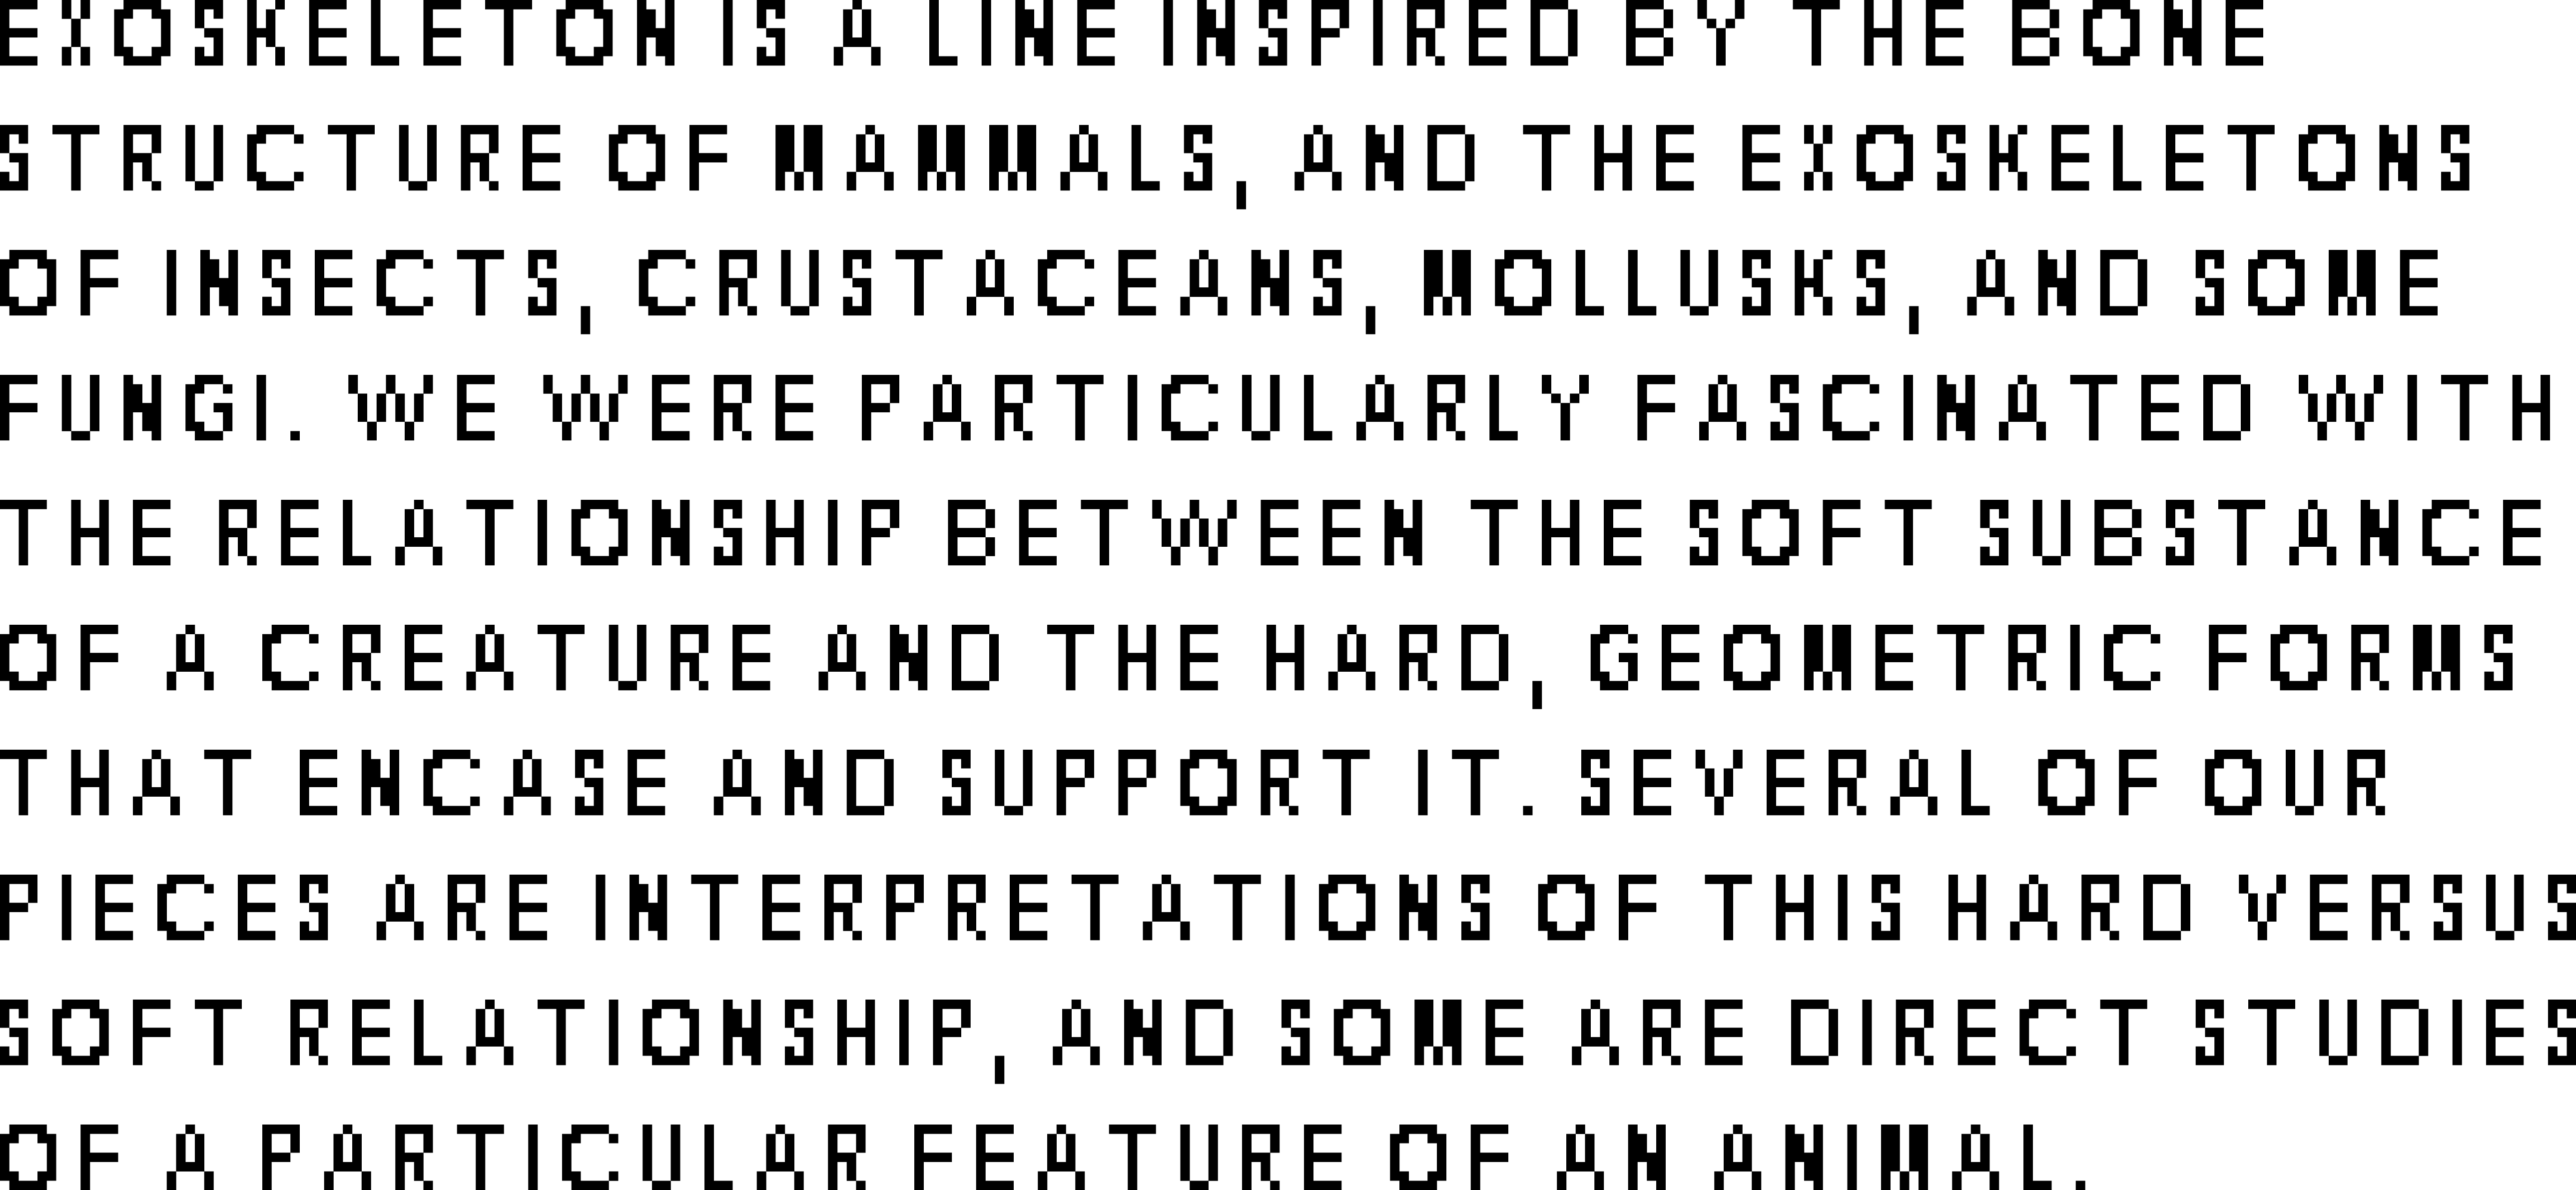 EXOSKELETON IS A LINE INSPIRED BY THE BONE
STRUCTURE OF MAMMALS, AND THE EXOSKELETONS
OF INSECTS, CRUSTACEANS, MOLLUSKS, AND SOME
FUNGI. WE WERE PARTICULARLY FASCINATED WITH
THE RELATIONSHIP BETWEEN THE SOFT SUBSTANCE
OF A CREATURE AND THE HARD, GEOMETRIC FORMS
THAT ENCASE AND SUPPORT IT. SEVERAL OF OUR
PIECES ARE INTERPRETATIONS OF THIS HARD VERSUS
SOFT RELATIONSHIP, AND SOME ARE DIRECT STUDIES
OF A PARTICULAR FEATURE OF AN ANIMAL.